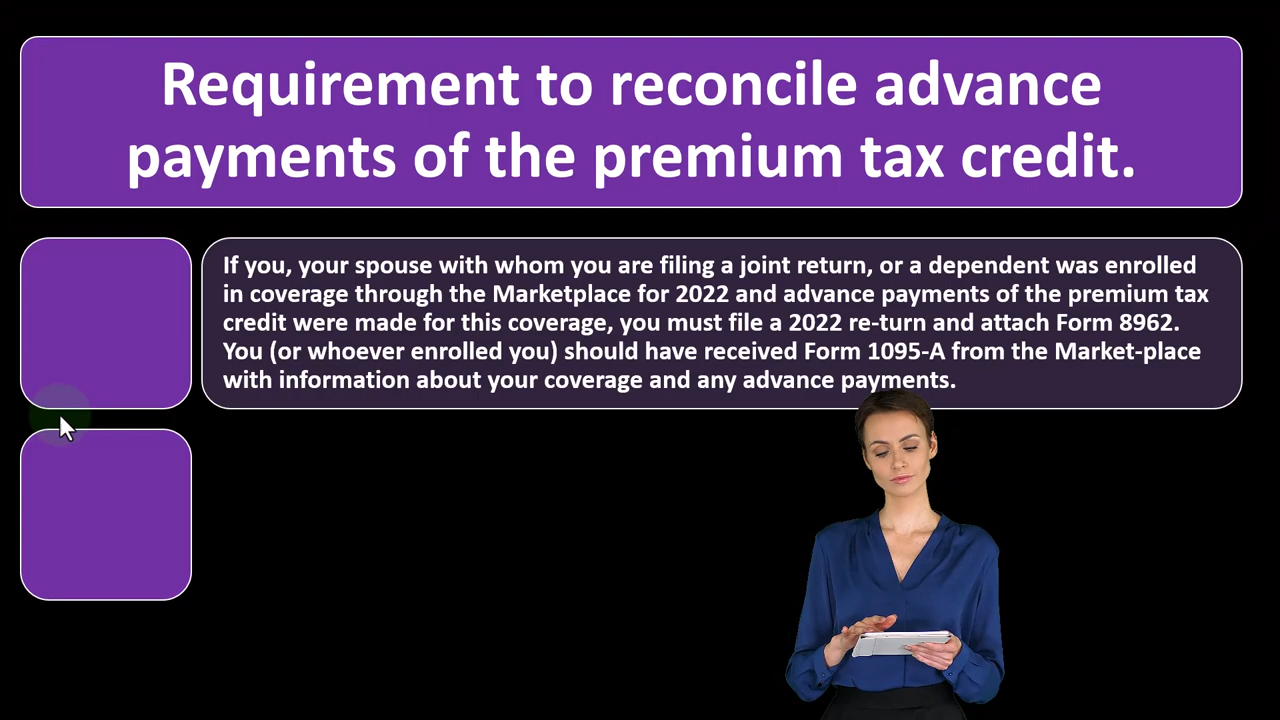 Requirement to reconcile advance
payments of the premium tax credit.
If you, your spouse with whom you are filing a joint return, or a dependent was enrolled
in coverage through the Marketplace for 2022 and advance payments of the premium tax
credit were made for this coverage, you must file a 2022 re-turn and attach Form 8962.
You (or whoever enrolled you) should have received Form 1095-A from the Market-place
with information about your coverage and any advance payments.